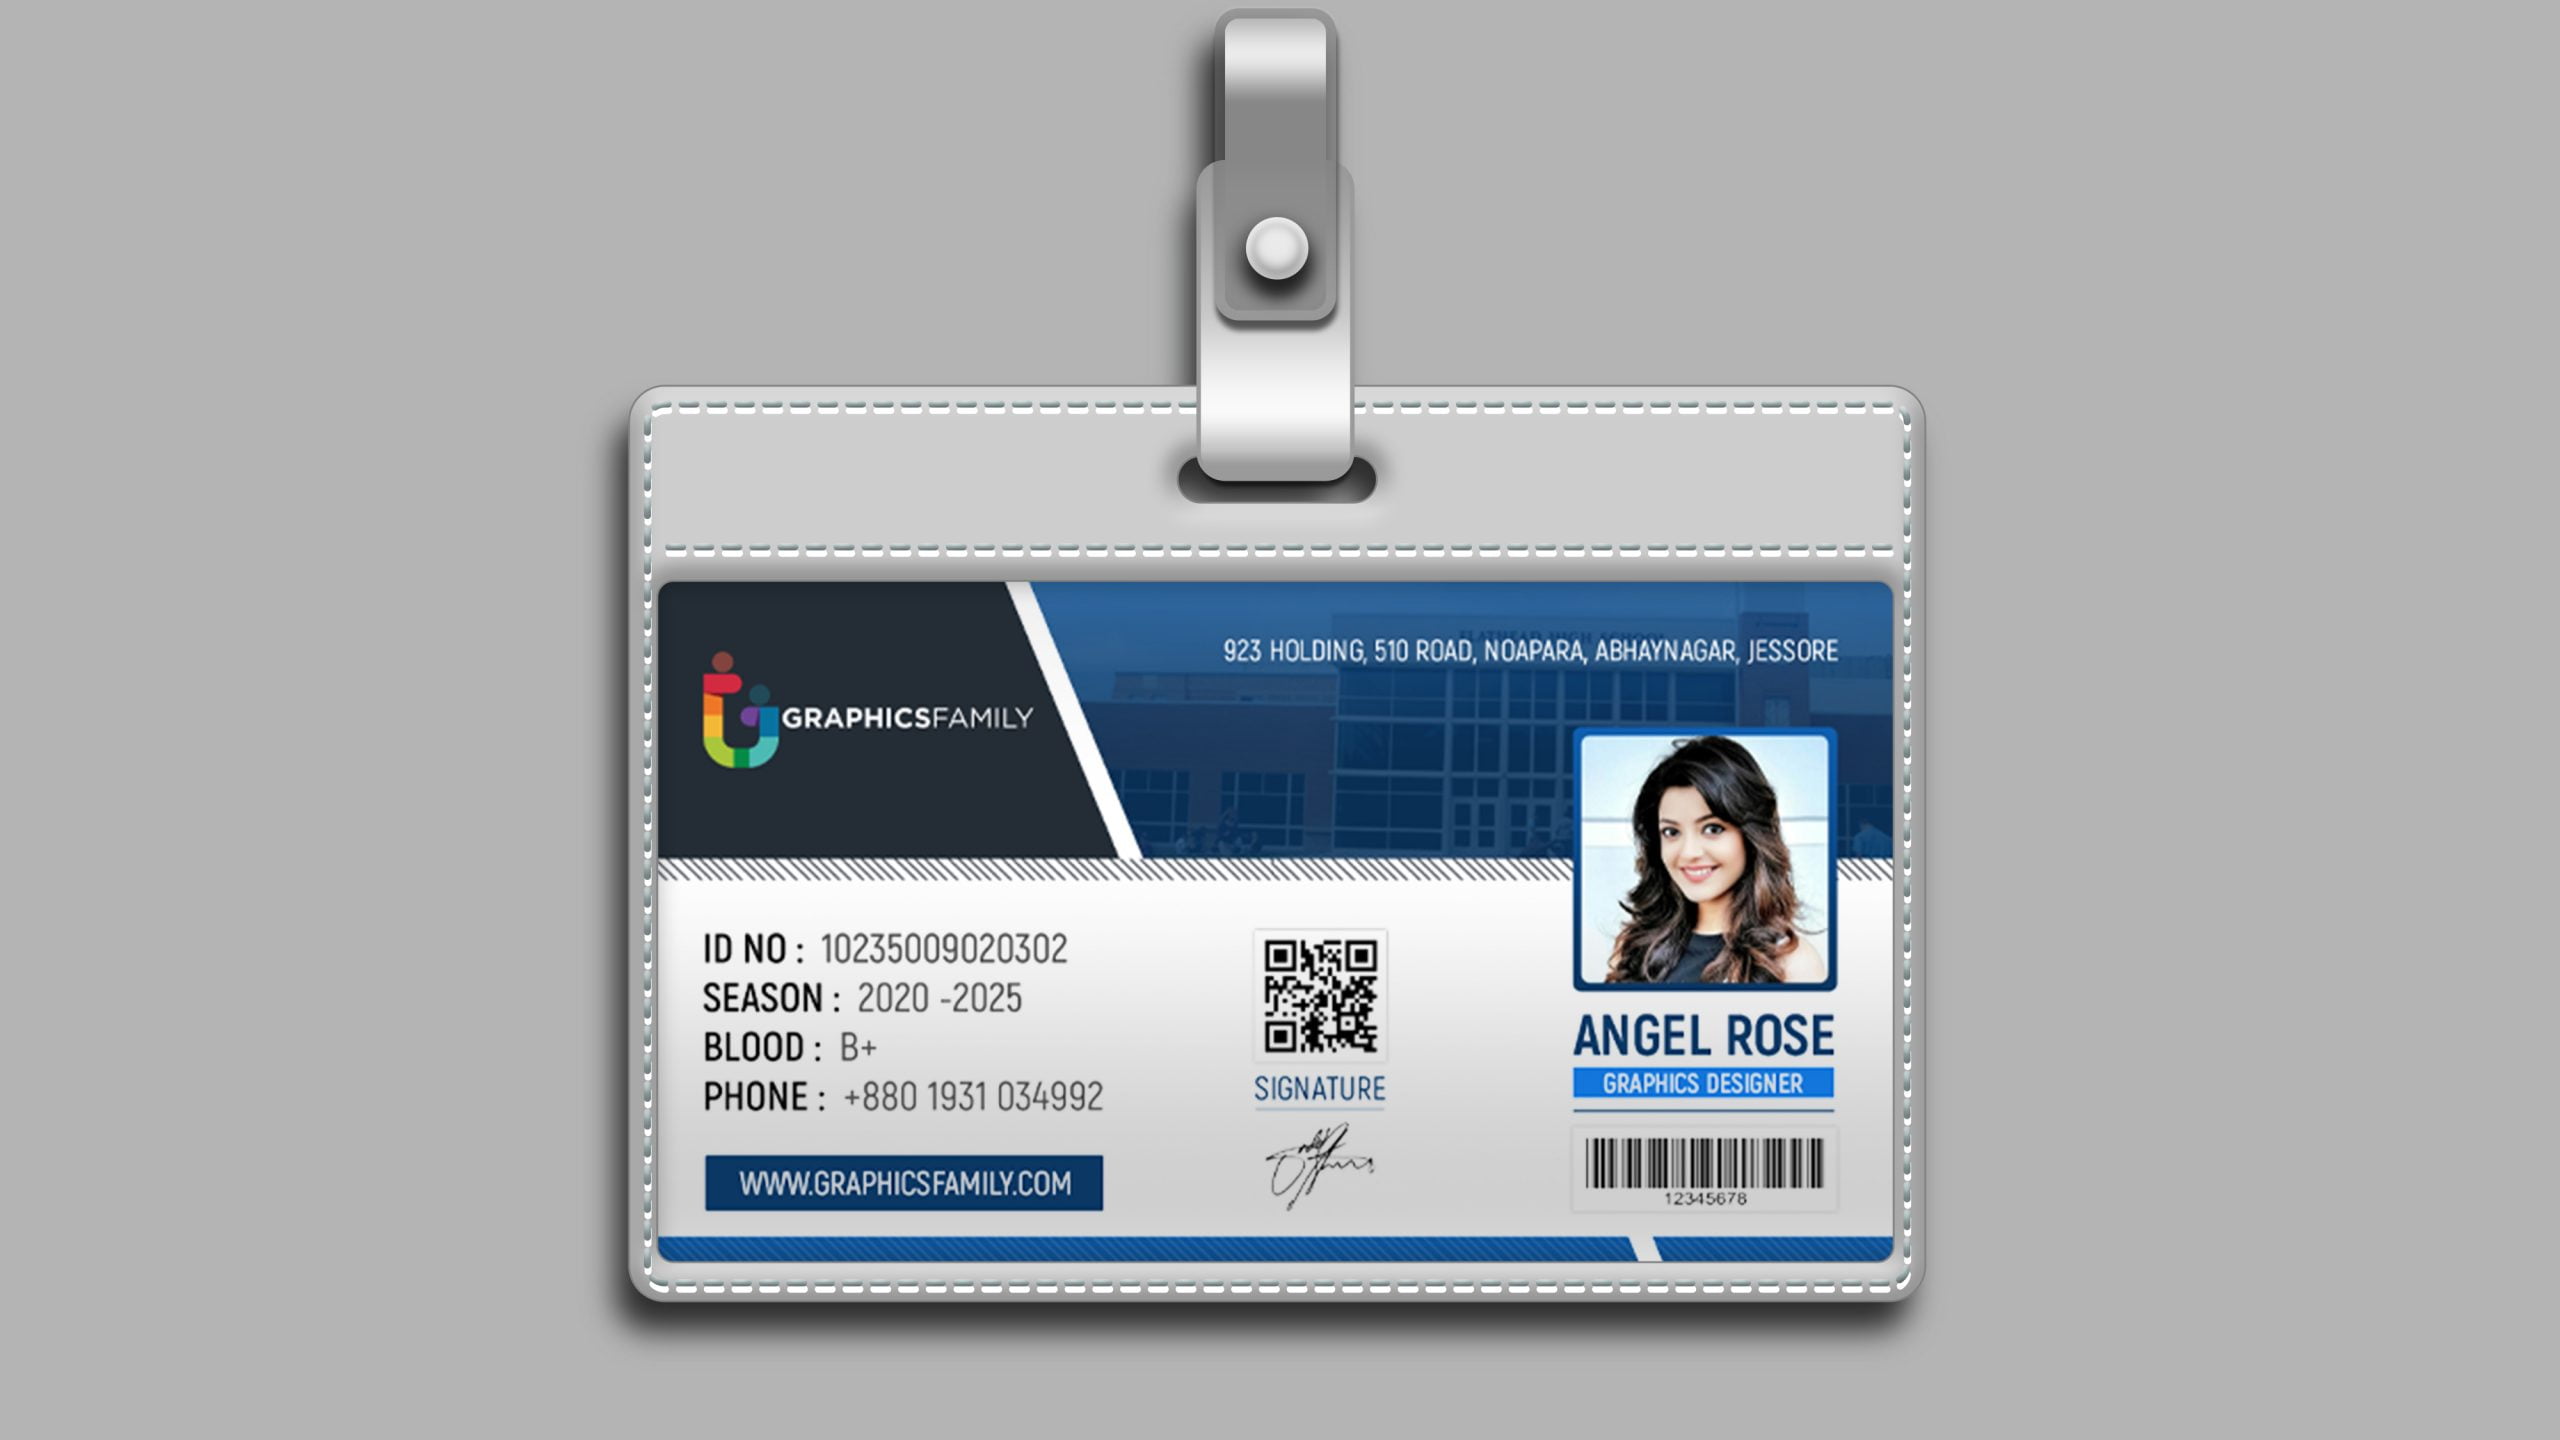 923 HOLDING, 510 ROAD, NOAPARA, ABHAYNAGAR, JESSORE
GRAPHICSFAMILY
ID NO : 10235009020302
SEASON : 2020 -2025
BLOOD : B+
PHONE : +880 1931 034992
WWW.GRAPHICSFAMILY.COM
SIGNATURE
ANGEL ROSE
GRAPHICS DESIGNER
12345678